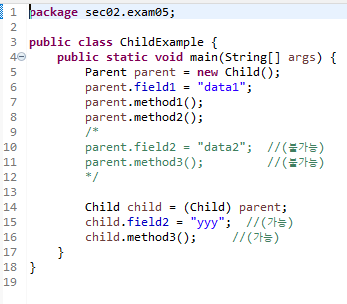 1 package sec02.exam05;
2
3 public class ChildExample {
4 public static void main(String[] args) {
5 Parent parent = new Child();
6 parent.field1 = "data1";
7 parent.method1();
8 parent.method2();
9 /*
10 parent.field2 = "data2"; //(불가능)
11 parent.method3(); //(불가능)
12 */
13
14 Child child = (Child) parent;
15 child.field2 = "yyy"; //(가능)
16 child.method3(); //(가능)
17 }
18 }
19